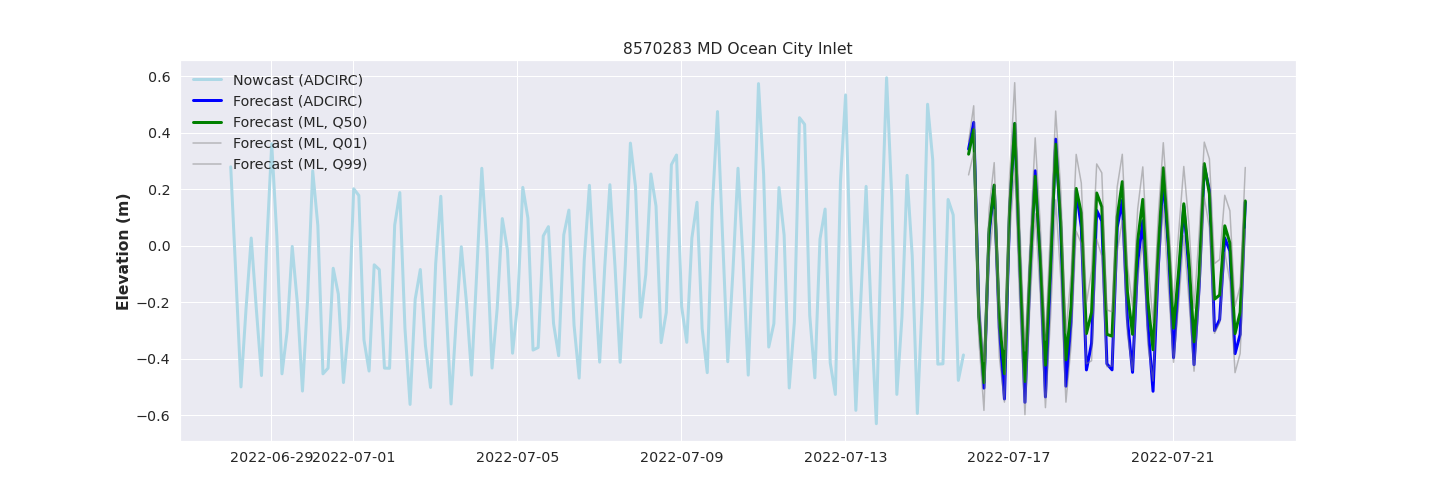 8570283 MD Ocean City Inlet
Nowcast (ADCIRC)
Forecast (ADCIRC)
Forecast (ML, Q50)
Forecast (ML, Q01)
Forecast (ML, Q99)
Elevation (m)
0.6
0.4
0.2
0.0
−0.2
−0.4
−0.6
2022-06-29 2022-07-01 2022-07-05 2022-07-09 2022-07-13 2022-07-17 2022-07-21